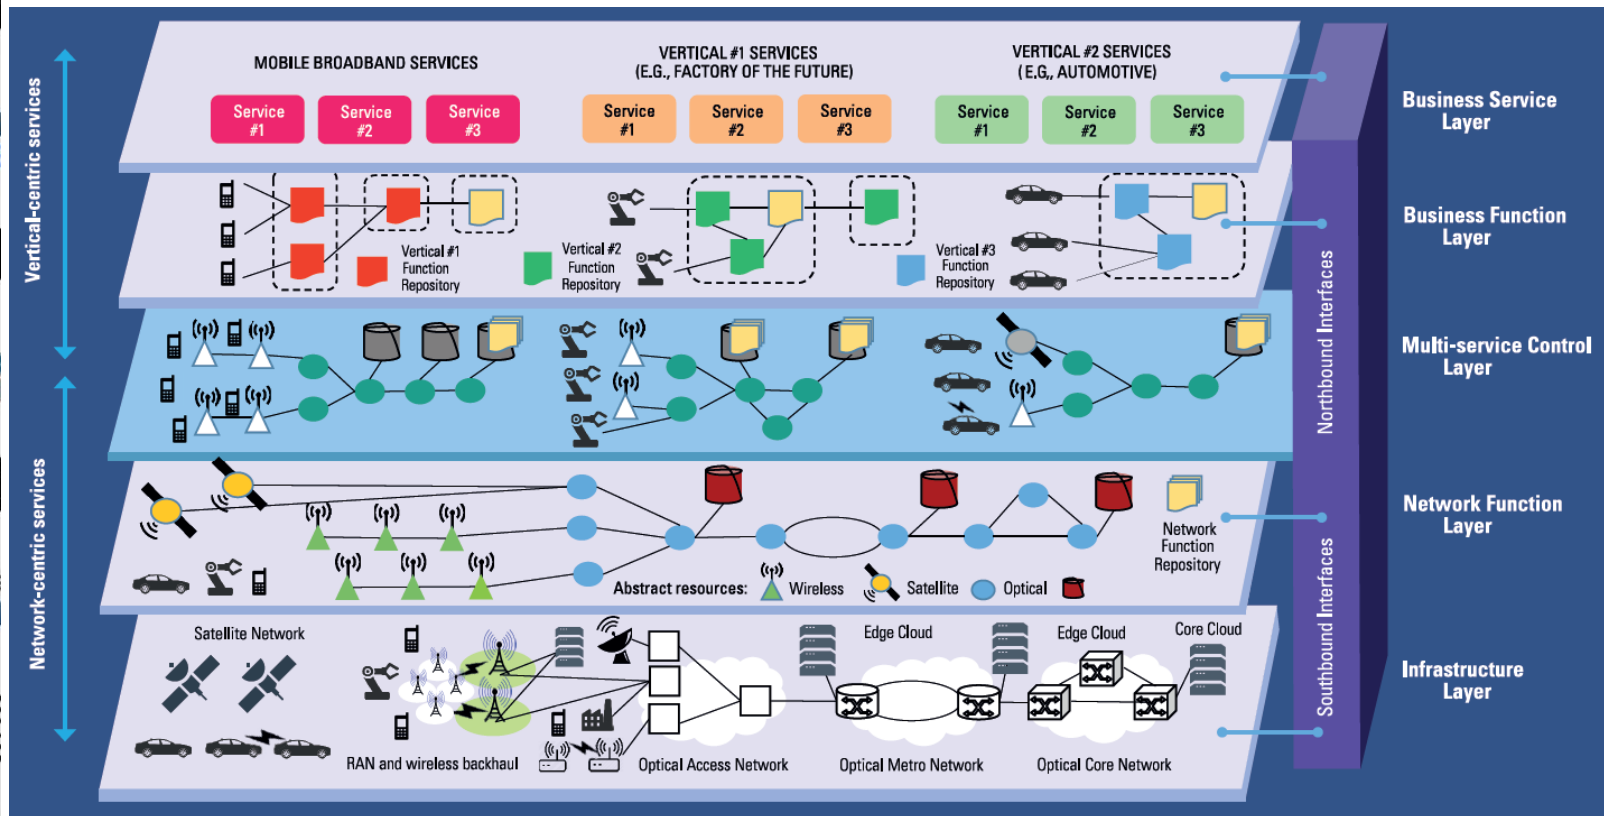 MOBILE BROADBAND SERVICES
VERTICAL #1 SERVICES
(E.G., FACTORY OF THE FUTURE)
VERTICAL #2 SERVICES
(E.G,, AUTOMOTIVE)
Service
#1
Service
#2
Service
#3
Service
#1
Service
#2
Service
#3
Service
#1
Service
#2
Service
#3
Business Service
Layer
Vertical-centric services
Vertical #1
Function
Repository
Vertical #2
Function
Repository
Vertical #3
Function
Repository
Business Function
Layer
Northbound Interfaces
Multi-service Control
Layer
Network-centric services
Network
Function
Repository
Abstract resources:
Wireless
Satellite
Optical
Network Function
Layer
Southbound Interfaces
Satellite Network
Edge Cloud
Edge Cloud
Core Cloud
RAN and wireless backhaul
Optical Access Network
Optical Metro Network
Optical Core Network
Infrastructure
Layer